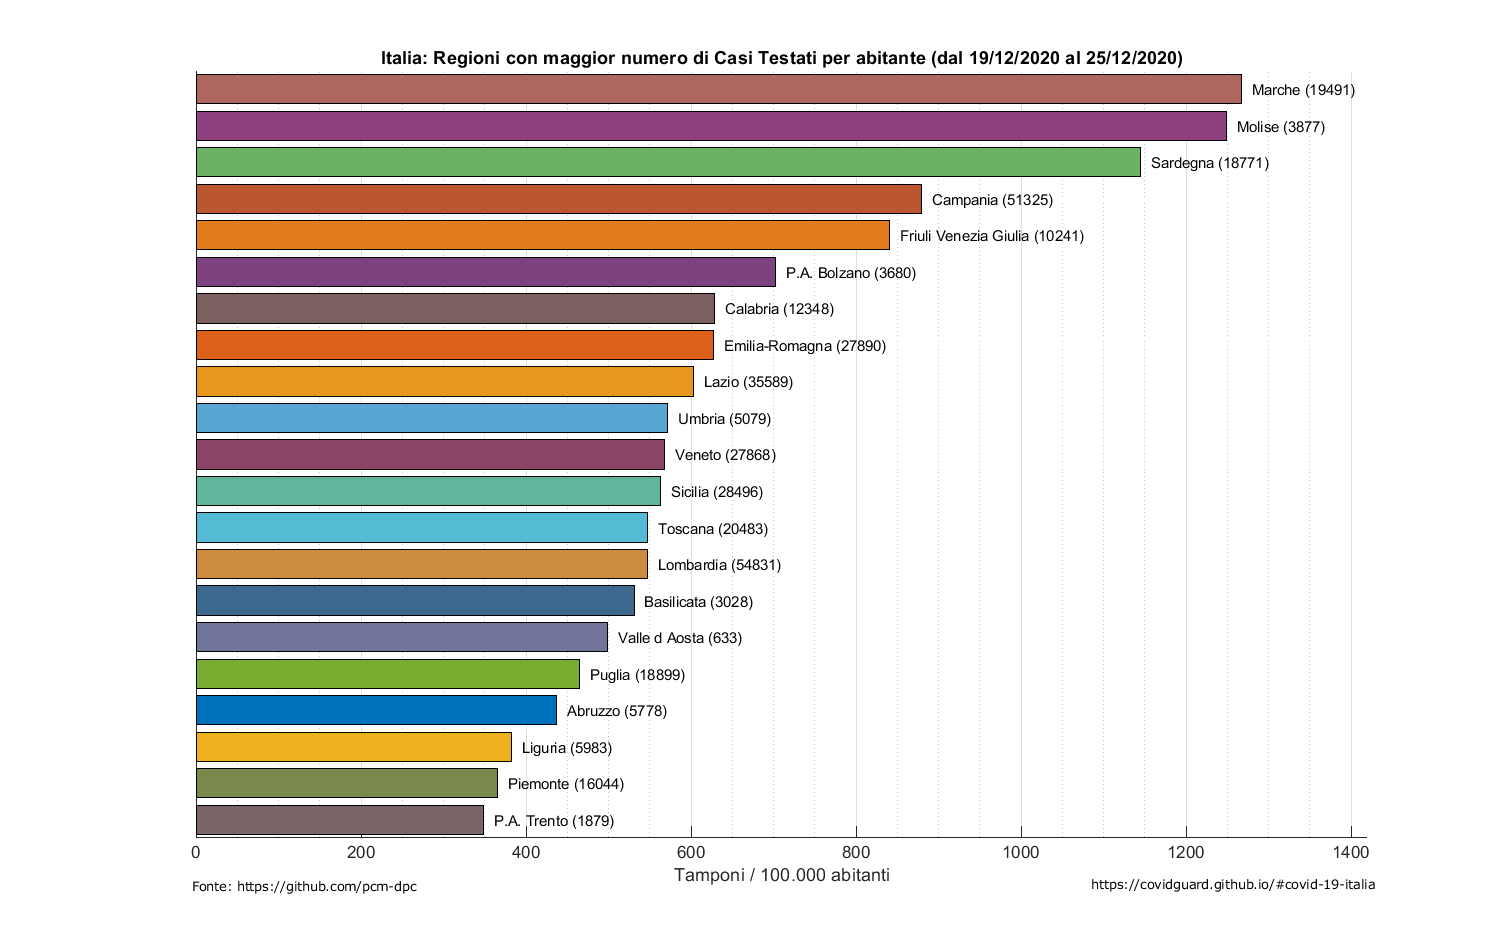 Italia: Regioni con maggior numero di Casi Testati per abitante (dal 19/12/2020 al 25/12/2020)
Marche (19491)
Molise (3877)
Sardegna (18771)
Campania (51325)
Friuli Venezia Giulia (10241)
P.A. Bolzano (3680)
Calabria (12348)
Emilia-Romagna (27890)
Lazio (35589)
Umbria (5079)
Veneto (27868)
Sicilia (28496)
Toscana (20483)
Lombardia (54831)
Basilicata (3028)
Valle d Aosta (633)
Puglia (18899)
Abruzzo (5778)
Liguria (5983)
Piemonte (16044)
P.A. Trento (1879)
0 200 400 600 800 1000 1200 1400
Tamponi / 100.000 abitanti
Fonte: https://github.com/pcm-dpc
https://covidguard.github.io/#covid-19-italia